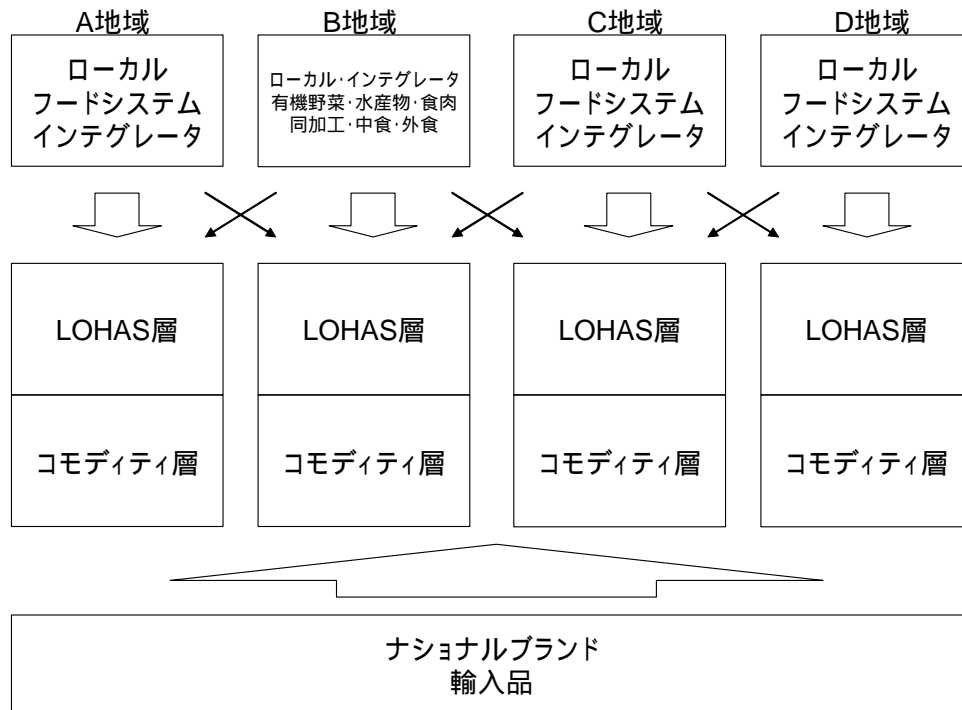 A地域
B地域
C地域
D地域
ローカル
フードシステム
インテグレータ
ローカル・インテグレータ
有機野菜・水産物・食肉
同加工・中食・外食
ローカル
フードシステム
インテグレータ
ローカル
フードシステム
インテグレータ
LOHAS層
LOHAS層
LOHAS層
LOHAS層
コモディティ層
コモディティ層
コモディティ層
コモディティ層
ナショナルブランド
輸入品